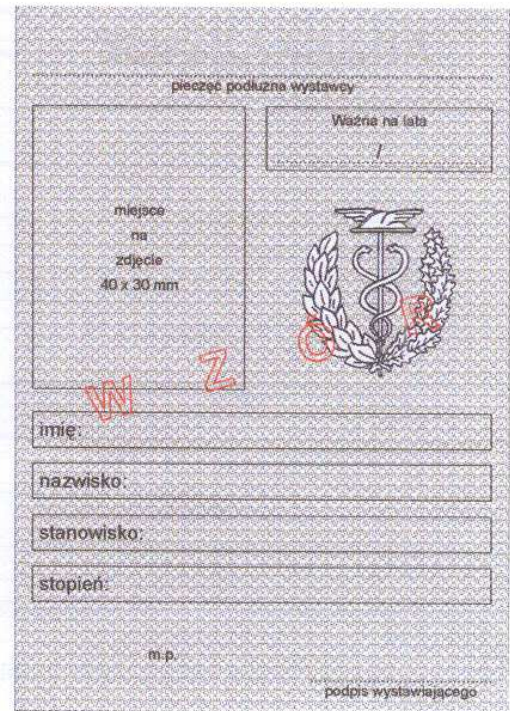 pieczęć podłużna wystawcy
Ważna na lata
/
miejsce
na
zdjęcie
40 x 30 mm
W Z Ó R
imię:
nazwisko:
stanowisko:
stopień:
m.p.
podpis wystawiającego